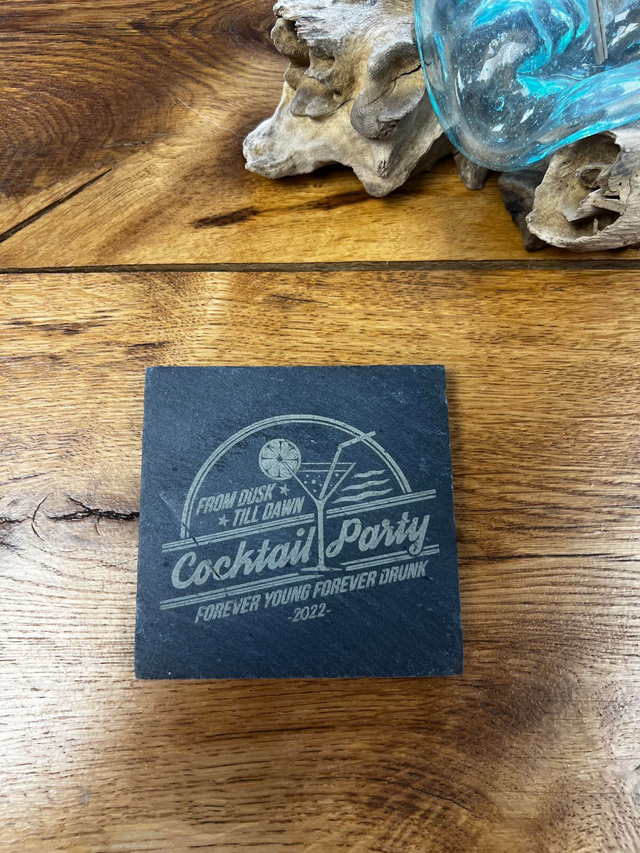 FROM DUSK
TILL DAWN
Cocktail Party
FOREVER YOUNG FOREVER DRUNK
-2022-